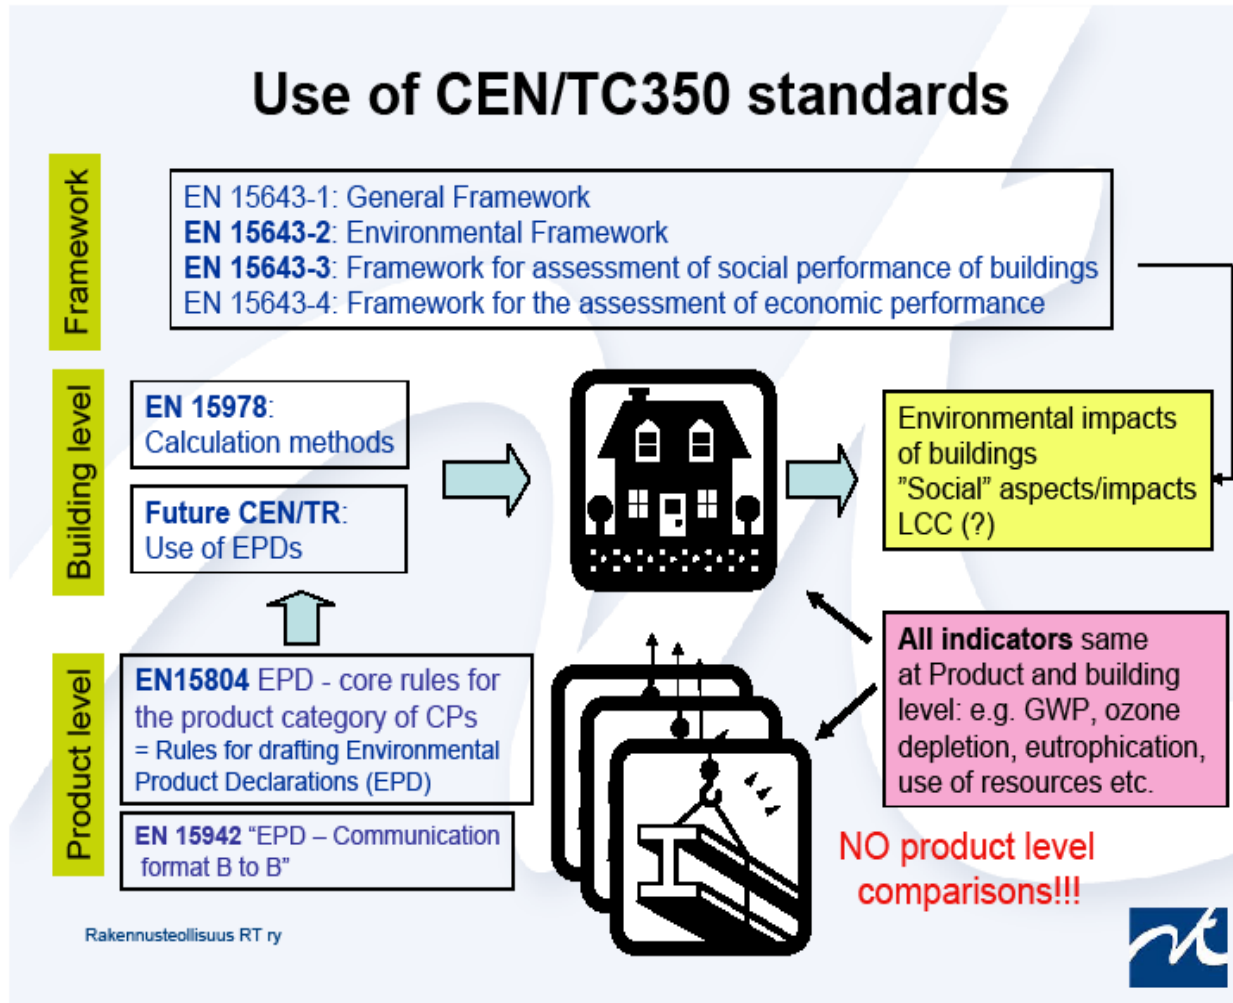 Use of CEN/TC350 standards
Framework
EN 15643-1: General Framework
EN 15643-2: Environmental Framework
EN 15643-3: Framework for assessment of social performance of buildings
EN 15643-4: Framework for the assessment of economic performance
Building level
EN 15978:
Calculation methods
Future CEN/TR:
Use of EPDs
Environmental impacts
of buildings
”Social” aspects/impacts
LCC (?)
Product level
EN15804 EPD - core rules for
the product category of CPs
= Rules for drafting Environmental
Product Declarations (EPD)
EN 15942 “EPD – Communication
format B to B”
All indicators same
at Product and building
level: e.g. GWP, ozone
depletion, eutrophication,
use of resources etc.
NO product level
comparisons!!!
Rakennusteollisuus RT ry
rt